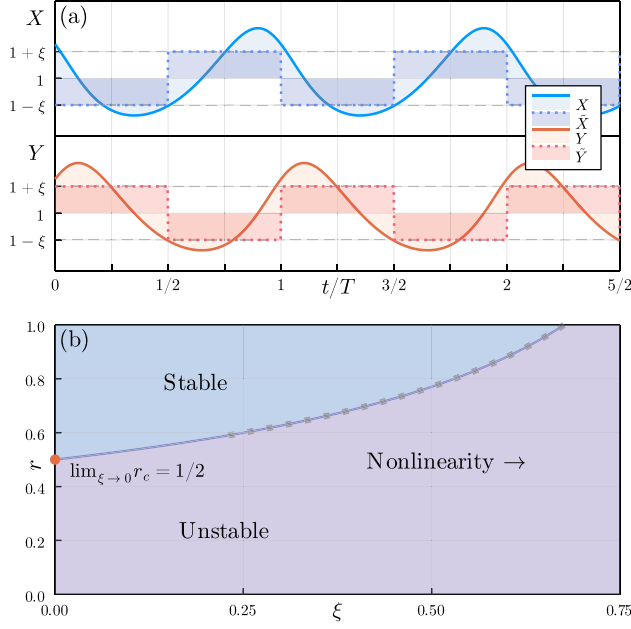 (a)
X
1 + ξ
1
1 − ξ
Y
1 + ξ
1
1 − ξ
X
X̃
Y
Ỹ
0 1/2 1 t/T 3/2 2 5/2
(b)
1.0
0.8
0.6
0.4
0.2
0.0
r
Stable
lim ξ→0 r_c = 1/2
Nonlinearity →
Unstable
0.00 0.25 ξ 0.50 0.75